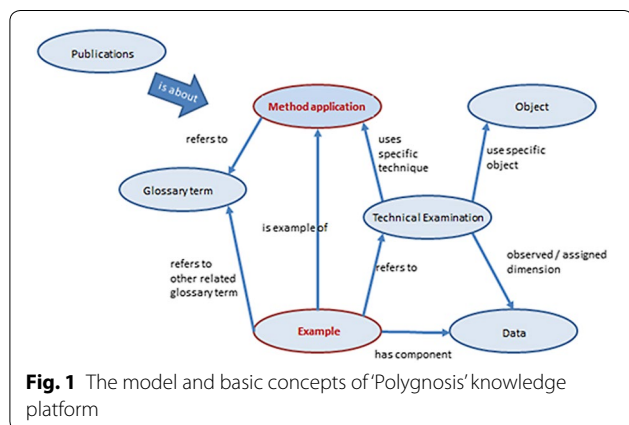 Publications
is about
Method application
Object
refers to
uses
specific
technique
use specific
object
Glossary term
Technical Examination
is example of
refers to
other related
glossary term
refers to
observed / assigned
dimension
Example
has component
Data
Fig. 1 The model and basic concepts of ‘Polygnosis’ knowledge
platform